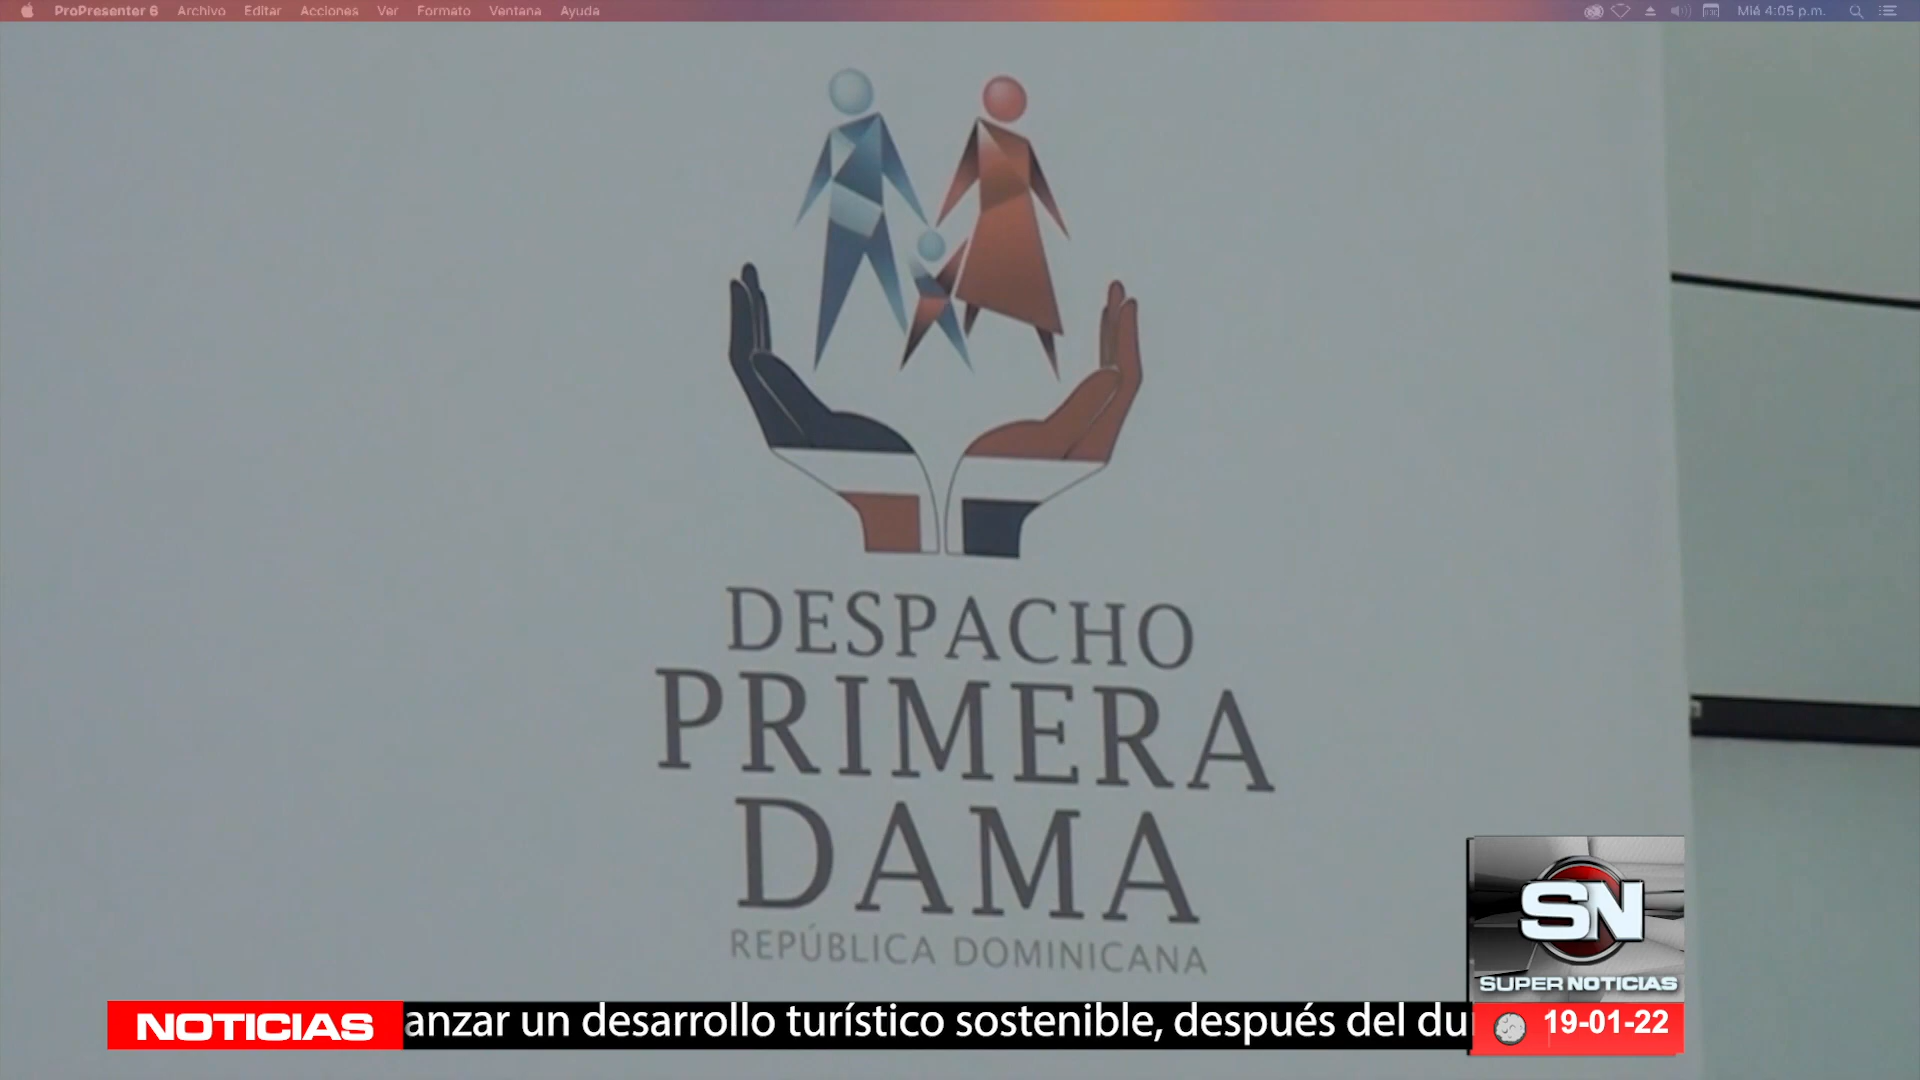 ProPresenter 6 Archivo Editar Acciones Ver Formato Ventana Ayuda Mié 4:05 p.m.
DESPACHO
PRIMERA
DAMA
REPÚBLICA DOMINICANA
SN
SUPER NOTICIAS
NOTICIAS anzar un desarrollo turístico sostenible, después del du 19-01-22